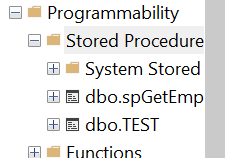 Programmability
Stored Procedure
System Stored
dbo.spGetEmp
dbo.TEST
Functions